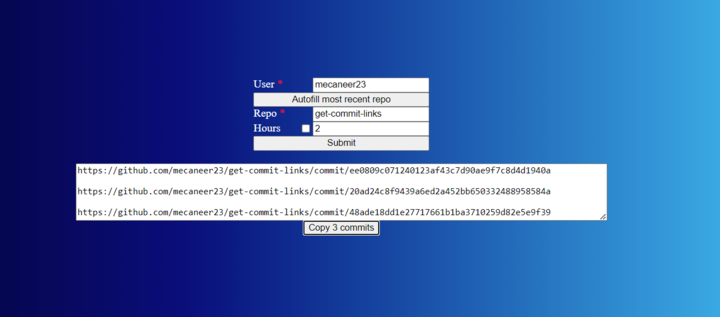 User *
mecaneer23
Autofill most recent repo
Repo *
get-commit-links
Hours
2
Submit
https://github.com/mecaneer23/get-commit-links/commit/ee0809c071240123af43c7d90ae9f7c8d4d1940a
https://github.com/mecaneer23/get-commit-links/commit/20ad24c8f9439a6ed2a452bb650332488958584a
https://github.com/mecaneer23/get-commit-links/commit/48ade18dd1e27717661b1ba3710259d82e5e9f39
Copy 3 commits